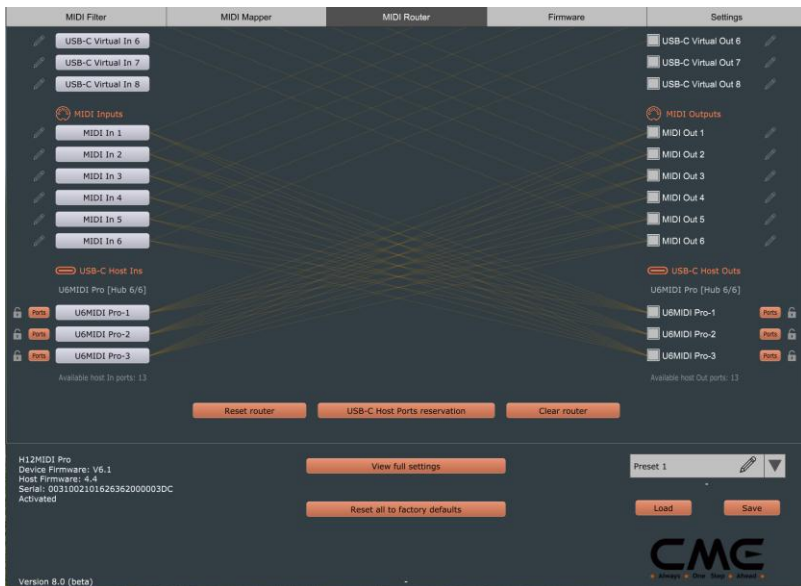 MIDI Filter MIDI Mapper MIDI Router Firmware Settings
USB-C Virtual In 6 USB-C Virtual Out 6
USB-C Virtual In 7 USB-C Virtual Out 7
USB-C Virtual In 8 USB-C Virtual Out 8
MIDI Inputs MIDI Outputs
MIDI In 1 MIDI Out 1
MIDI In 2 MIDI Out 2
MIDI In 3 MIDI Out 3
MIDI In 4 MIDI Out 4
MIDI In 5 MIDI Out 5
MIDI In 6 MIDI Out 6
USB-C Host Ins USB-C Host Outs
U6MIDI Pro [Hub 6/6] U6MIDI Pro [Hub 6/6]
Ports U6MIDI Pro-1 U6MIDI Pro-1 Ports
Ports U6MIDI Pro-2 U6MIDI Pro-2 Ports
Ports U6MIDI Pro-3 U6MIDI Pro-3 Ports
Available host In ports: 13 Available host Out ports: 13
Reset router USB-C Host Ports reservation Clear router
H12MIDI Pro
Device Firmware: V6.1
Host Firmware: 4.4
Serial: 0031002101626362000003DC
Activated
View full settings
Reset all to factory defaults
Preset 1
-
Load Save
CME
Always One Step Ahead
Version 8.0 (beta) -